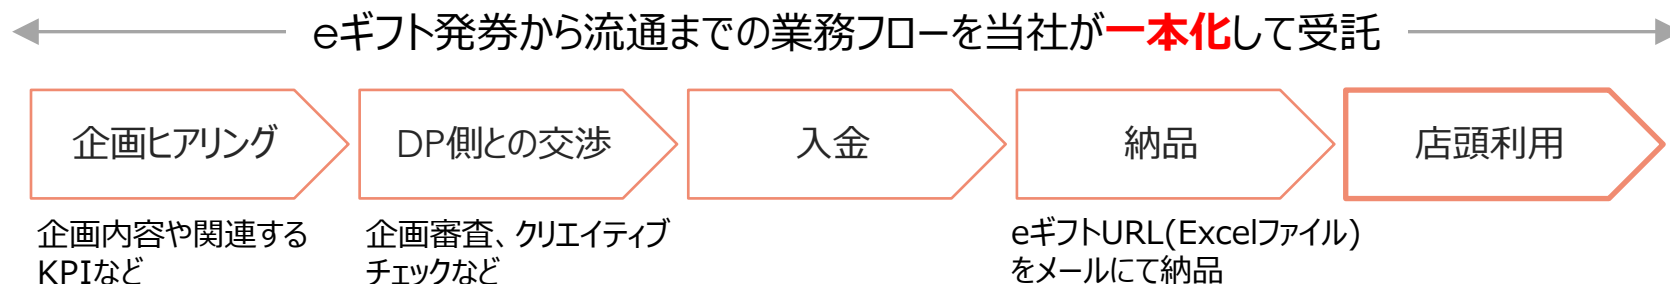 eギフト発券から流通までの業務フローを当社が一本化して受託
企画ヒアリング
DP側との交渉
入金
納品
店頭利用
企画内容や関連する
KPIなど
企画審査、クリエイティブ
チェックなど
eギフトURL(Excelファイル)
をメールにて納品